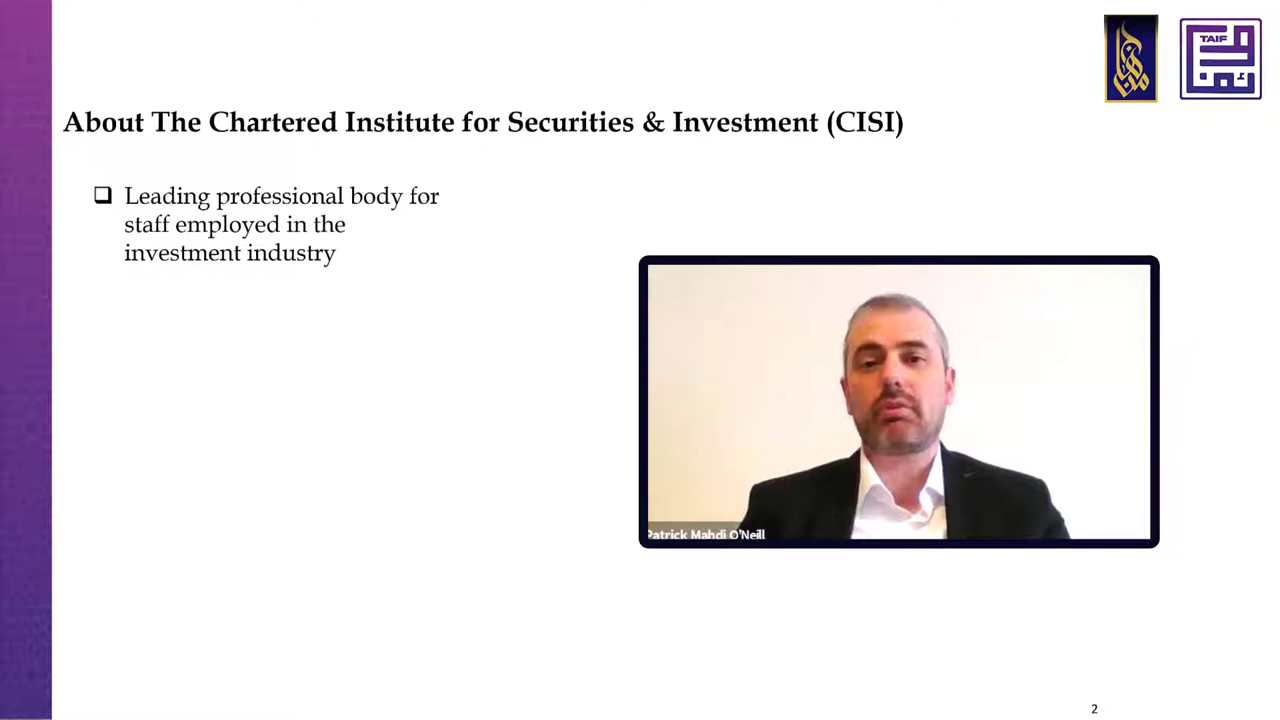 TAIF
About The Chartered Institute for Securities & Investment (CISI)
Leading professional body for
staff employed in the
investment industry
Patrick Mahdi O'Neill
2